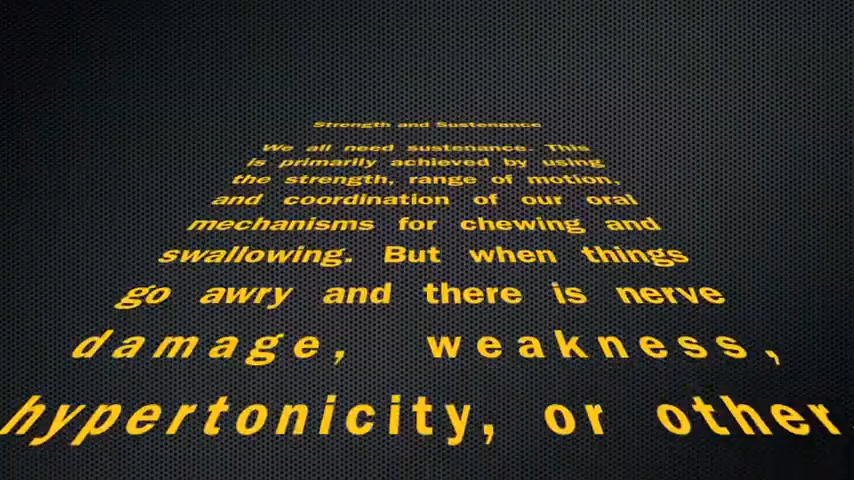 Strength and Sustenance
We all need sustenance. This
is primarily achieved by using
the strength, range of motion,
and coordination of our oral
mechanisms for chewing and
swallowing. But when things
go awry and there is nerve
damage, weakness,
hypertonicity, or other